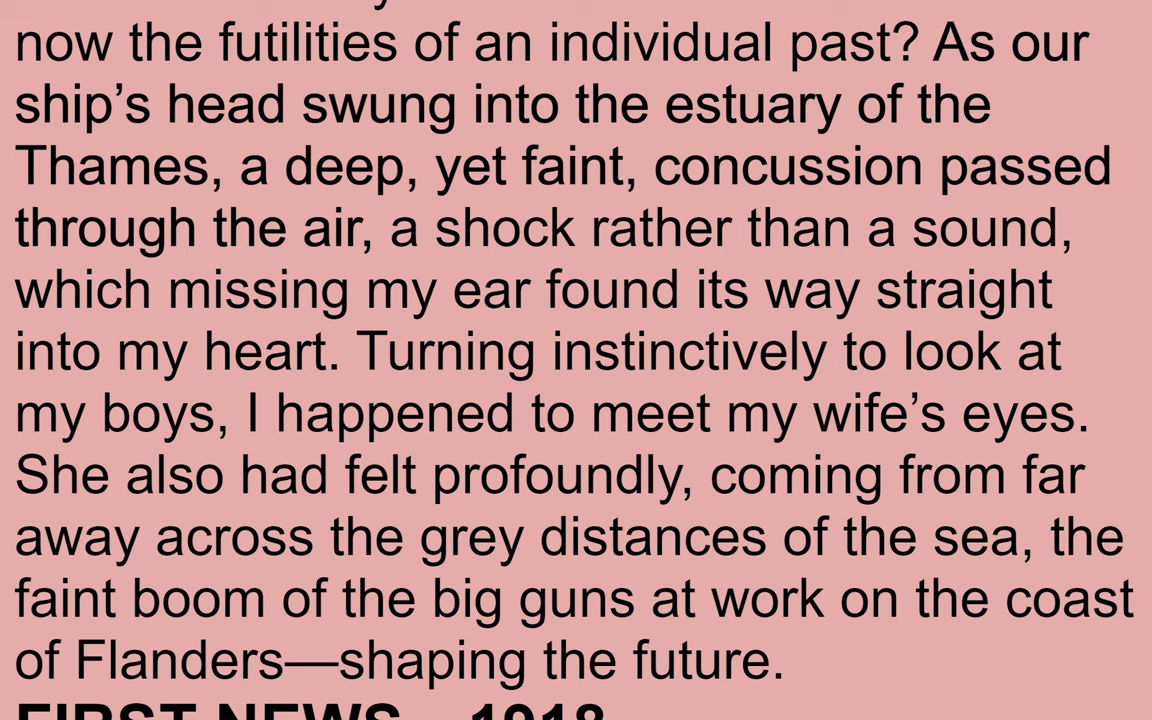 now the futilities of an individual past? As our
ship’s head swung into the estuary of the
Thames, a deep, yet faint, concussion passed
through the air, a shock rather than a sound,
which missing my ear found its way straight
into my heart. Turning instinctively to look at
my boys, I happened to meet my wife’s eyes.
She also had felt profoundly, coming from far
away across the grey distances of the sea, the
faint boom of the big guns at work on the coast
of Flanders—shaping the future.
FIRST NEWS—1918